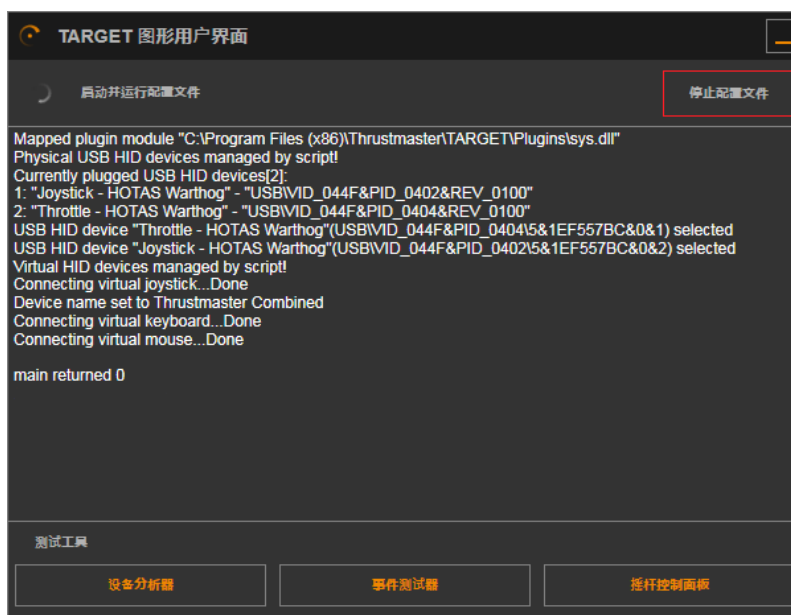 TARGET 图形用户界面
启动并运行配置文件
停止配置文件
Mapped plugin module "C:\Program Files (x86)\Thrustmaster\TARGET\Plugins\sys.dll"
Physical USB HID devices managed by script!
Currently plugged USB HID devices[2]:
1: "Joystick - HOTAS Warthog" - "USB\VID_044F&PID_0402&REV_0100"
2: "Throttle - HOTAS Warthog" - "USB\VID_044F&PID_0404&REV_0100"
USB HID device "Throttle - HOTAS Warthog"(USB\VID_044F&PID_0404\5&1EF557BC&0&1) selected
USB HID device "Joystick - HOTAS Warthog"(USB\VID_044F&PID_0402\5&1EF557BC&0&2) selected
Virtual HID devices managed by script!
Connecting virtual joystick...Done
Device name set to Thrustmaster Combined
Connecting virtual keyboard...Done
Connecting virtual mouse...Done
main returned 0
测试工具
设备分析器
事件测试器
摇杆控制面板